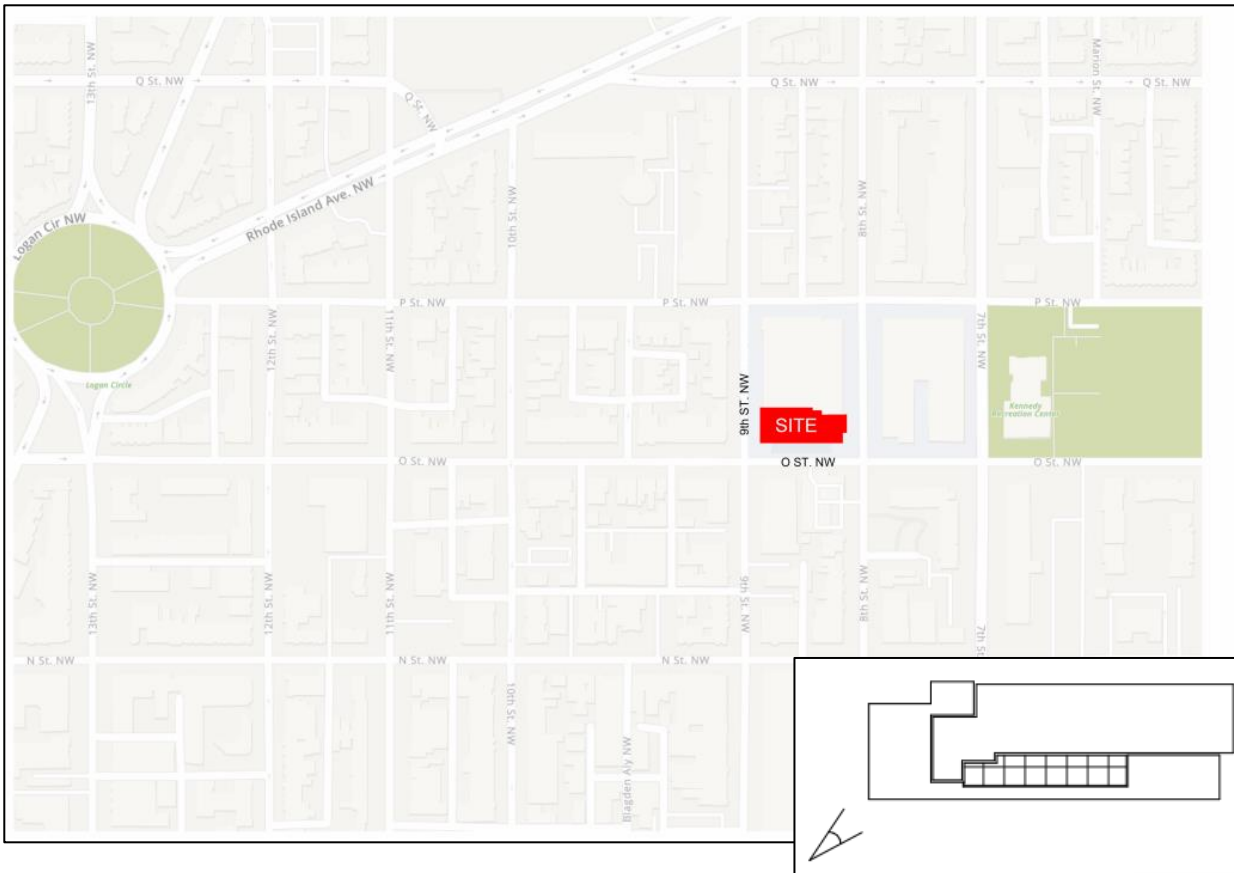 13th St. NW
Q St. NW
Q St. NW
Q St. NW
Marion St. NW
Q St. NW
Logan Cir NW
Rhode Island Ave. NW
10th St. NW
8th St. NW
P St. NW
P St. NW
P St. NW
12th St. NW
11th St. NW
7th St. NW
Logan Circle
9th ST. NW
SITE
Kennedy
Recreation Center
O St. NW
O ST. NW
O St. NW
13th St. NW
12th St. NW
11th St. NW
9th St. NW
8th St. NW
7th St
N St. NW
N St. NW
N St. NW
10th St. NW
Blagden Aly NW